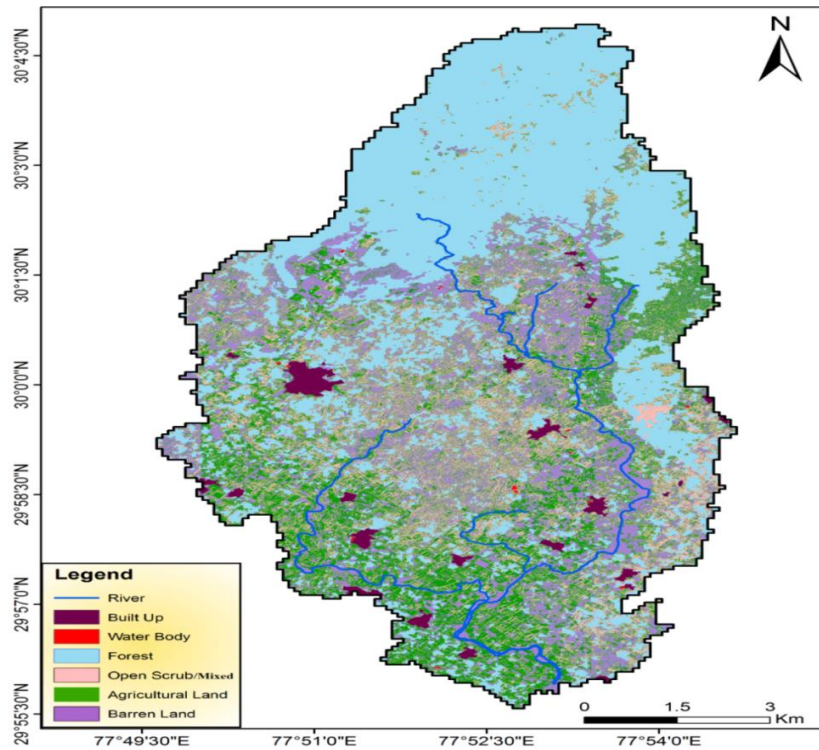 N
30°4'30"N
30°3'0"N
30°1'30"N
30°0'0"N
29°58'30"N
29°57'0"N
29°55'30"N
Legend
River
Built Up
Water Body
Forest
Open Scrub/Mixed
Agricultural Land
Barren Land
0 1.5 3
Km
77°49'30"E 77°51'0"E 77°52'30"E 77°54'0"E